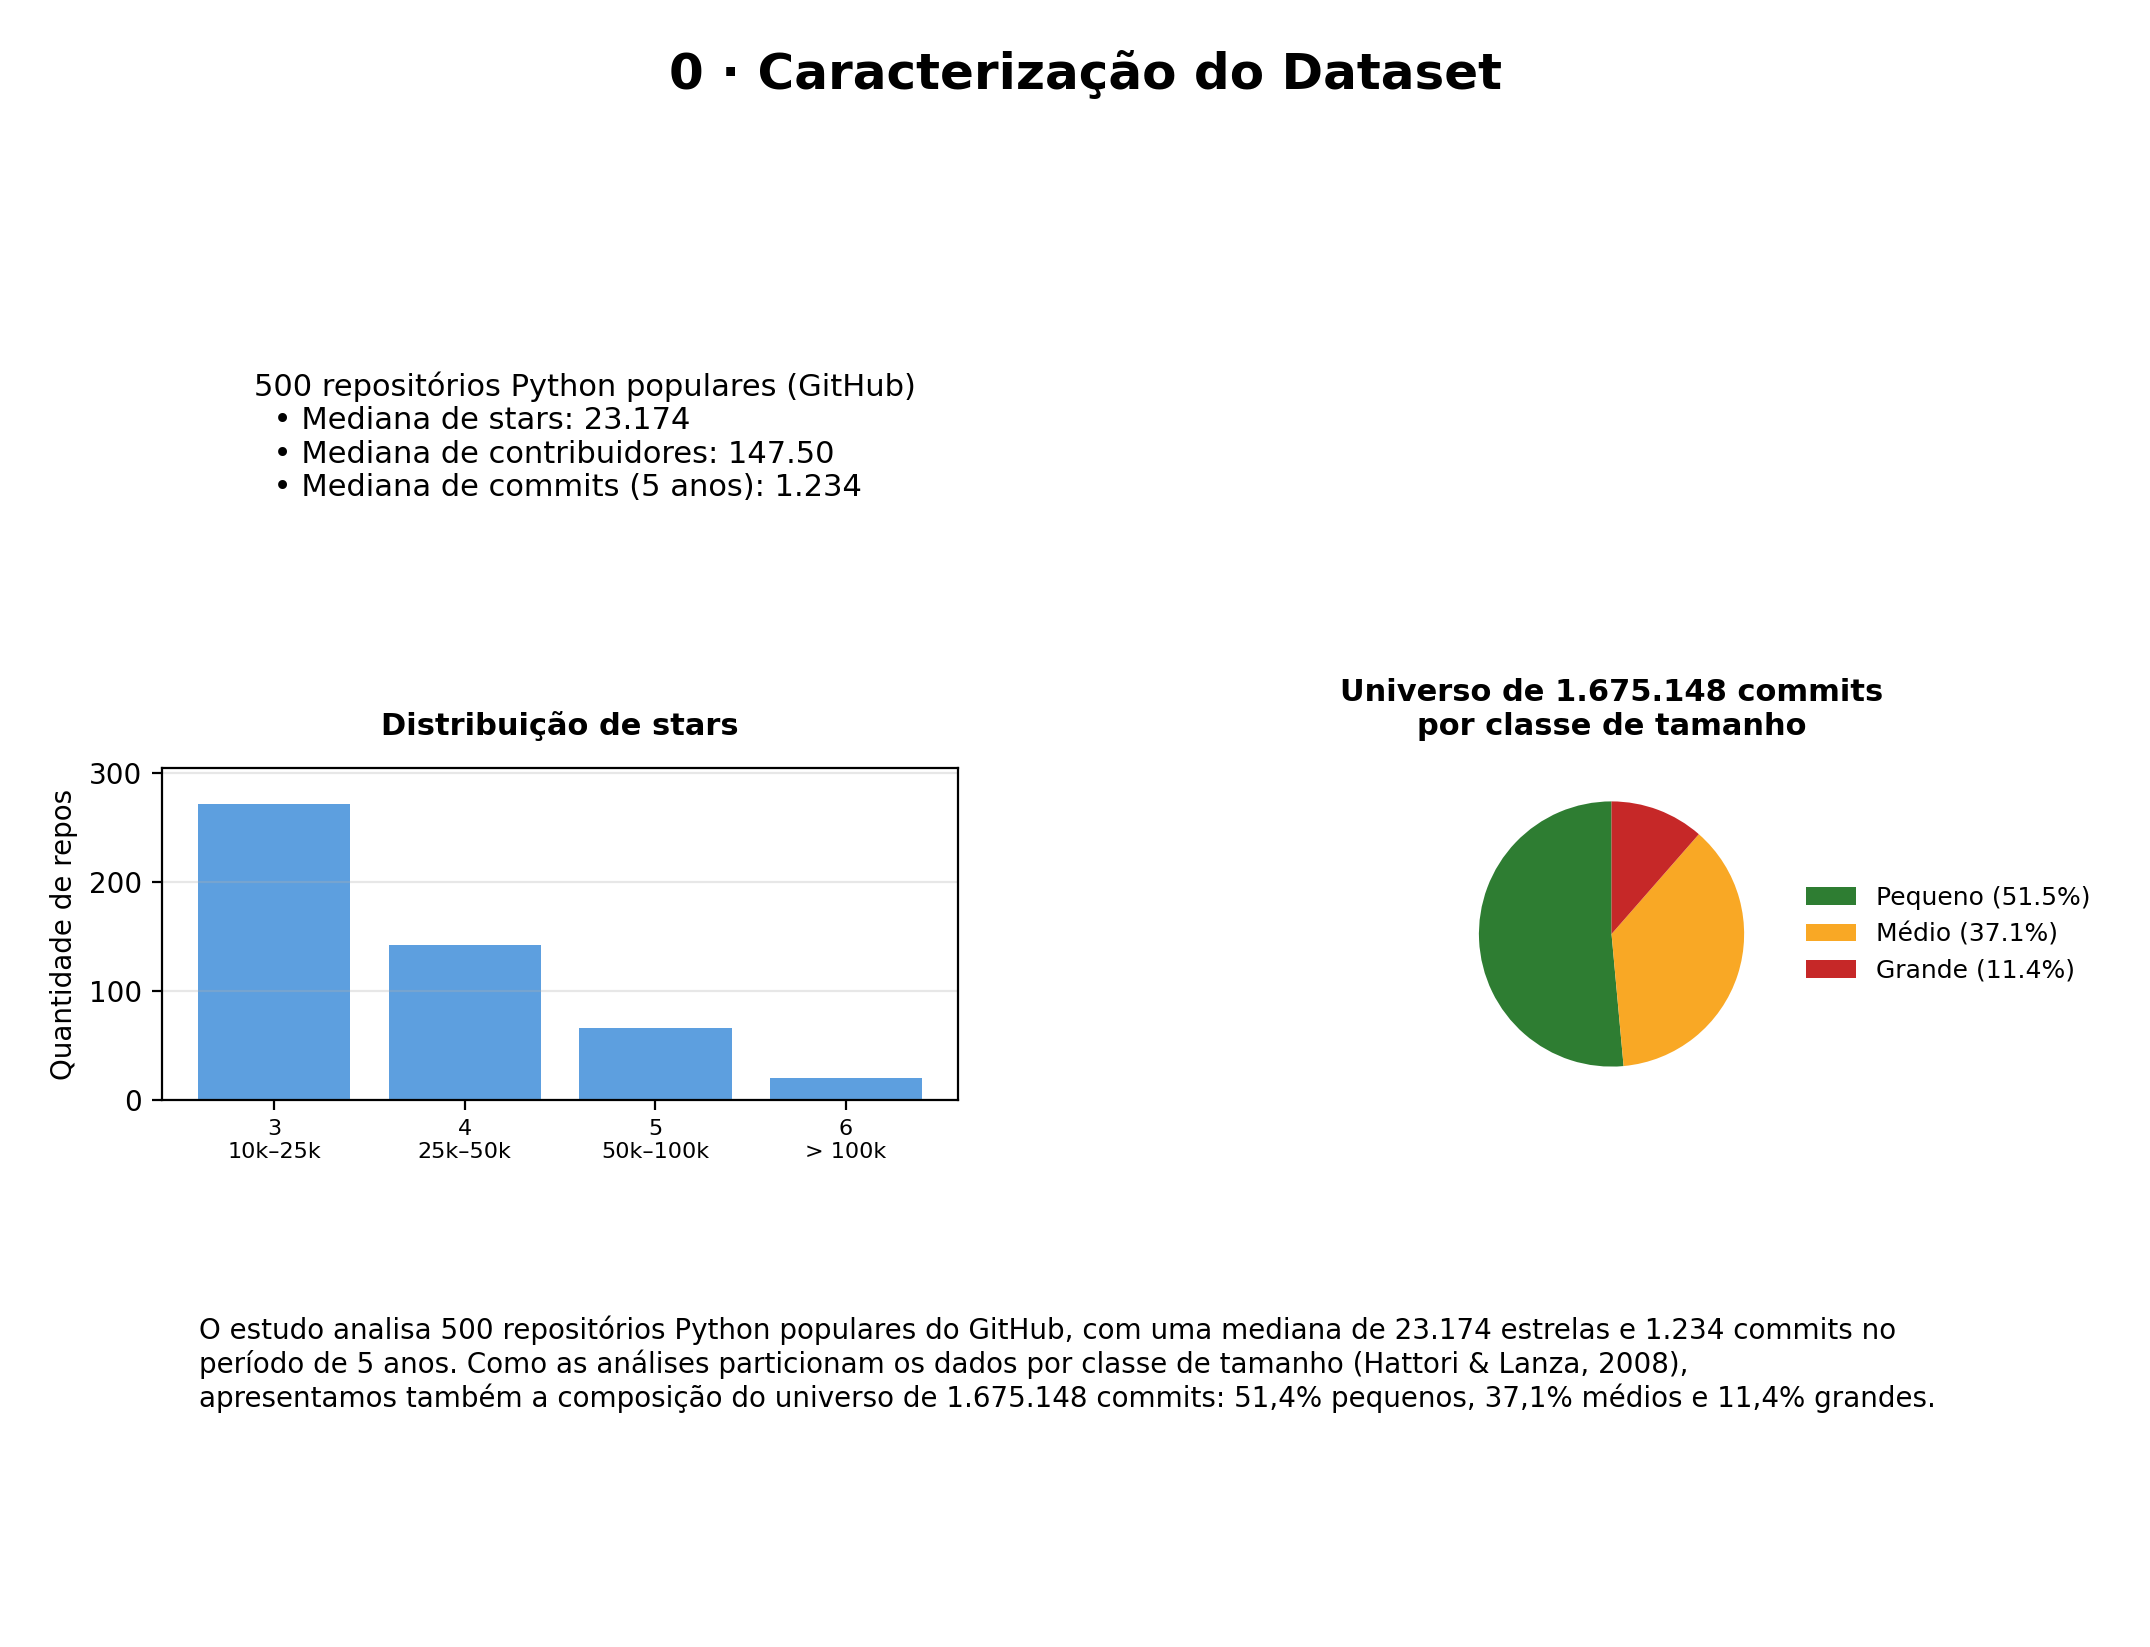 0 · Caracterização do Dataset
500 repositórios Python populares (GitHub)
• Mediana de stars: 23.174
• Mediana de contribuidores: 147.50
• Mediana de commits (5 anos): 1.234
Distribuição de stars
Quantidade de repos
300
200
100
0
3
10k–25k
4
25k–50k
5
50k–100k
6
> 100k
Universo de 1.675.148 commits
por classe de tamanho
Pequeno (51.5%)
Médio (37.1%)
Grande (11.4%)
O estudo analisa 500 repositórios Python populares do GitHub, com uma mediana de 23.174 estrelas e 1.234 commits no
período de 5 anos. Como as análises particionam os dados por classe de tamanho (Hattori & Lanza, 2008),
apresentamos também a composição do universo de 1.675.148 commits: 51,4% pequenos, 37,1% médios e 11,4% grandes.